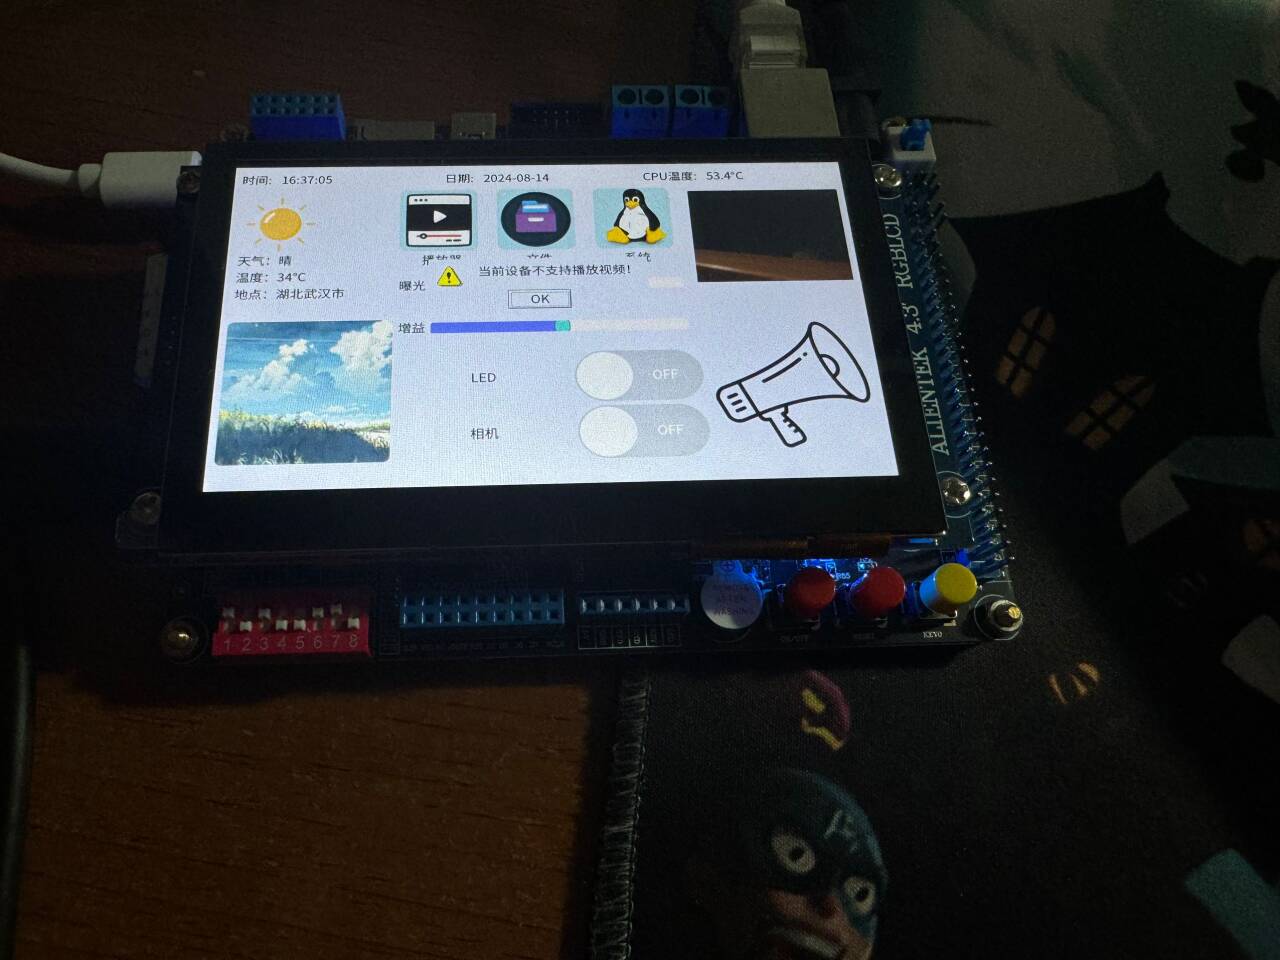 时间： 16:37:05
日期： 2024-08-14
CPU温度： 53.4°C
天气： 晴
温度： 34°C
地点： 湖北武汉市
播放器
文件
系统
当前设备不支持播放视频！
OK
曝光
增益
LED
OFF
相机
OFF
ALIENTEK 4.3' RGBLCD
1 2 3 4 5 6 7 8
KEY0